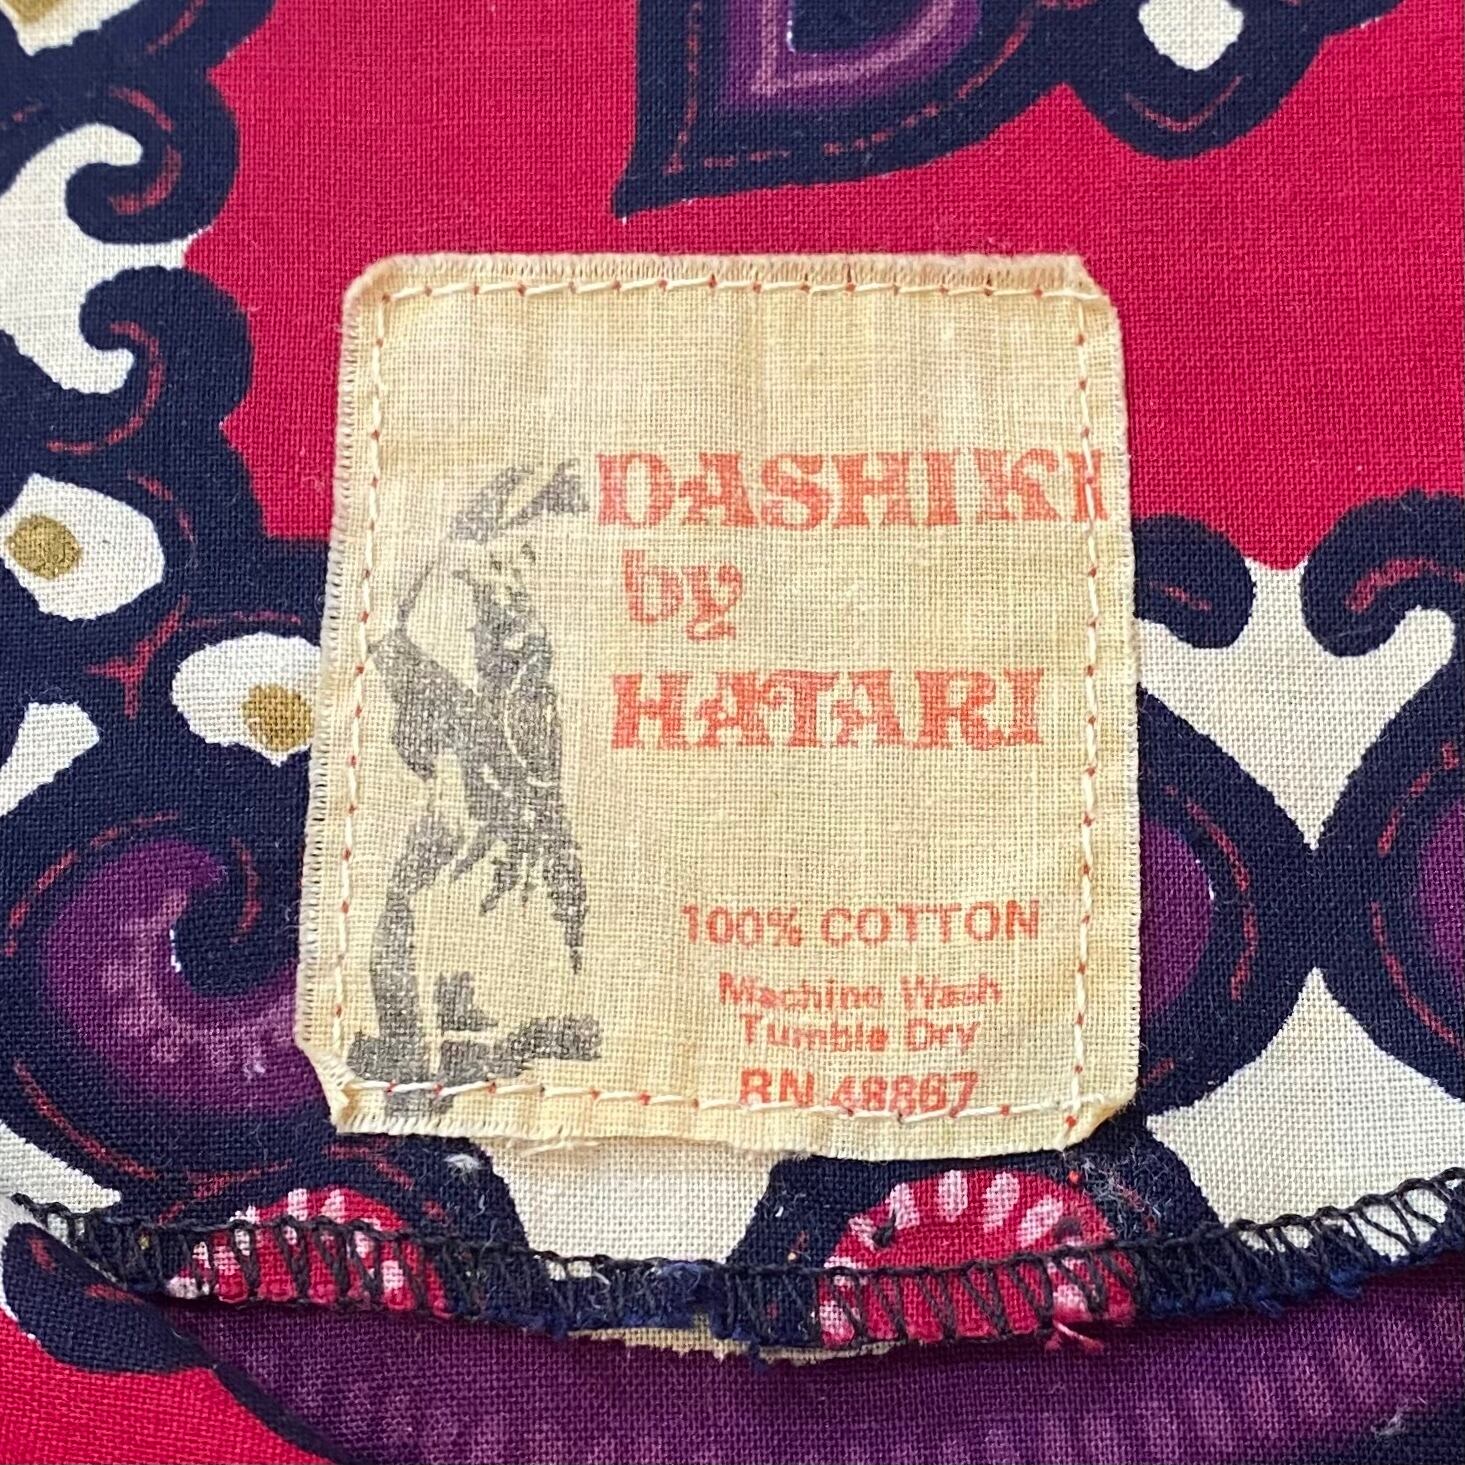 DASHIKI
by
HATARI
100% COTTON
Machine Wash
Tumble Dry
RN 48867